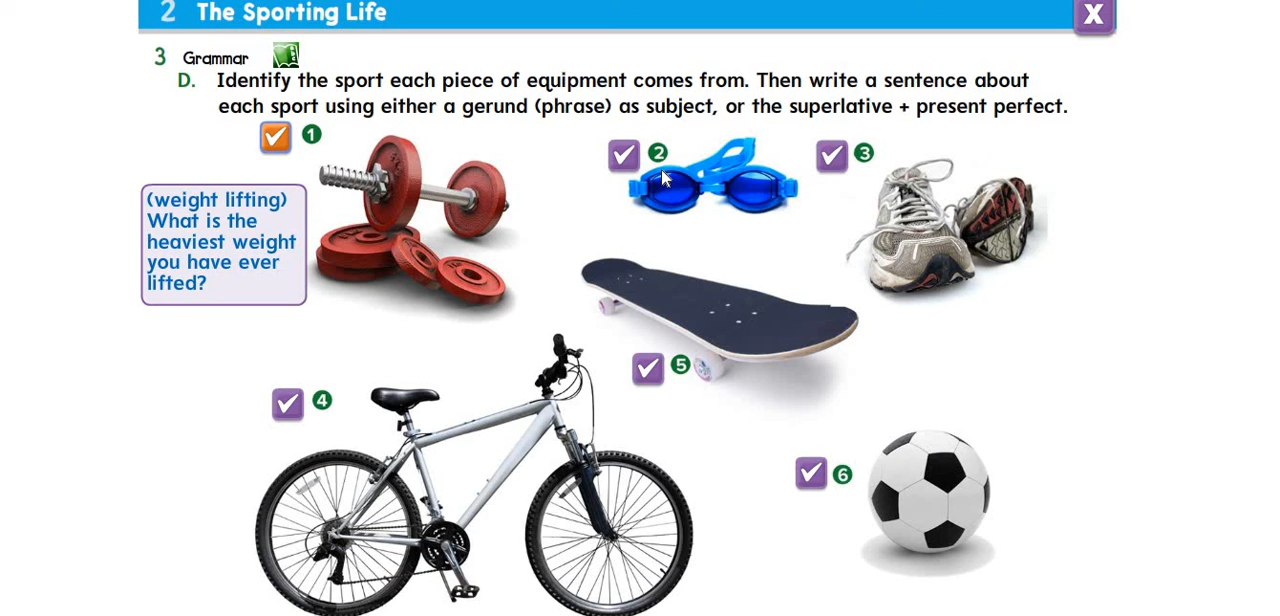 2 The Sporting Life
X
3 Grammar
D. Identify the sport each piece of equipment comes from. Then write a sentence about
each sport using either a gerund (phrase) as subject, or the superlative + present perfect.
1
2
3
(weight lifting)
What is the
heaviest weight
you have ever
lifted?
5
4
6